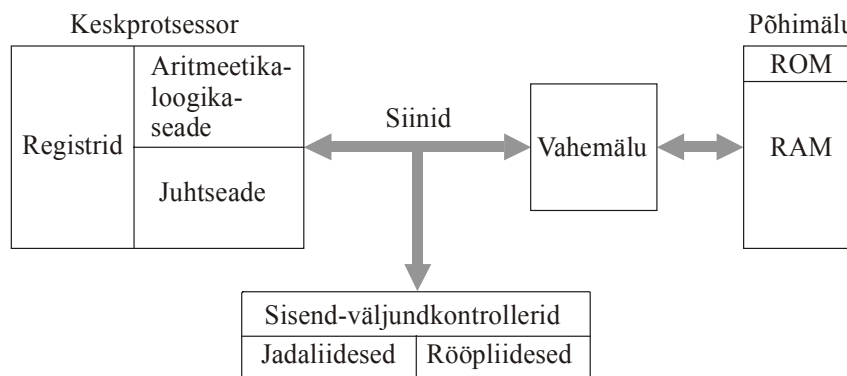 Keskprotsessor
Põhimälu
Registrid
Aritmeetika-
loogika-
seade
Juhtseade
Siinid
Vahemälu
ROM
RAM
Sisend-väljundkontrollerid
Jadaliidesed
Rööpliidesed